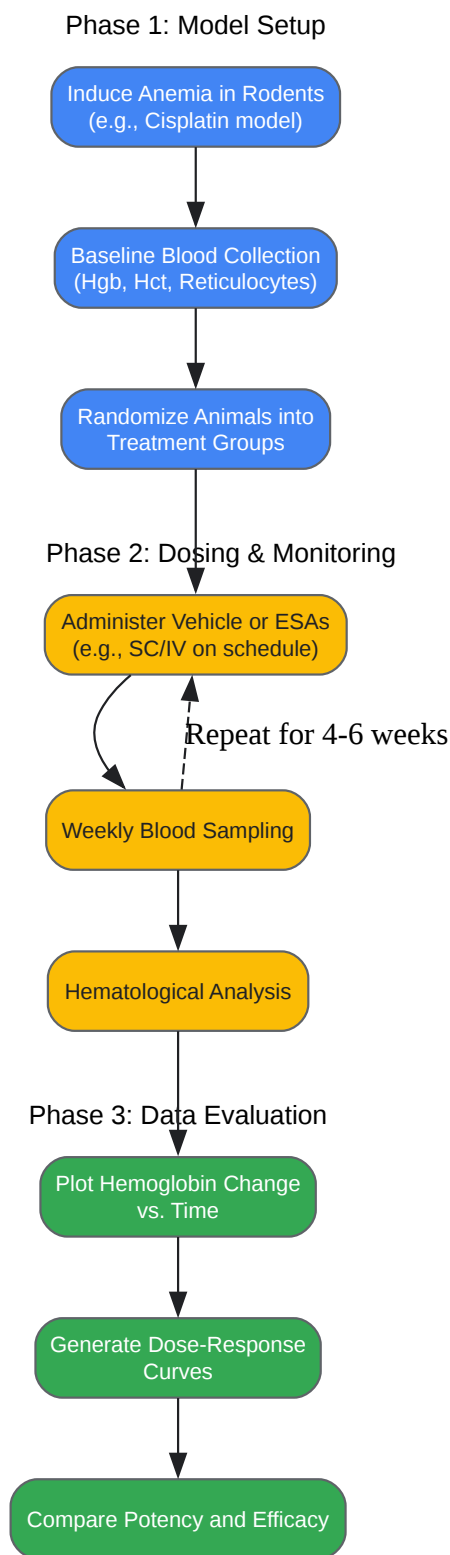 Phase 1: Model Setup
Induce Anemia in Rodents
(e.g., Cisplatin model)
Baseline Blood Collection
(Hgb, Hct, Reticulocytes)
Randomize Animals into
Treatment Groups
Phase 2: Dosing & Monitoring
Administer Vehicle or ESAs
(e.g., SC/IV on schedule)
Repeat for 4-6 weeks
Weekly Blood Sampling
Hematological Analysis
Phase 3: Data Evaluation
Plot Hemoglobin Change
vs. Time
Generate Dose-Response
Curves
Compare Potency and Efficacy